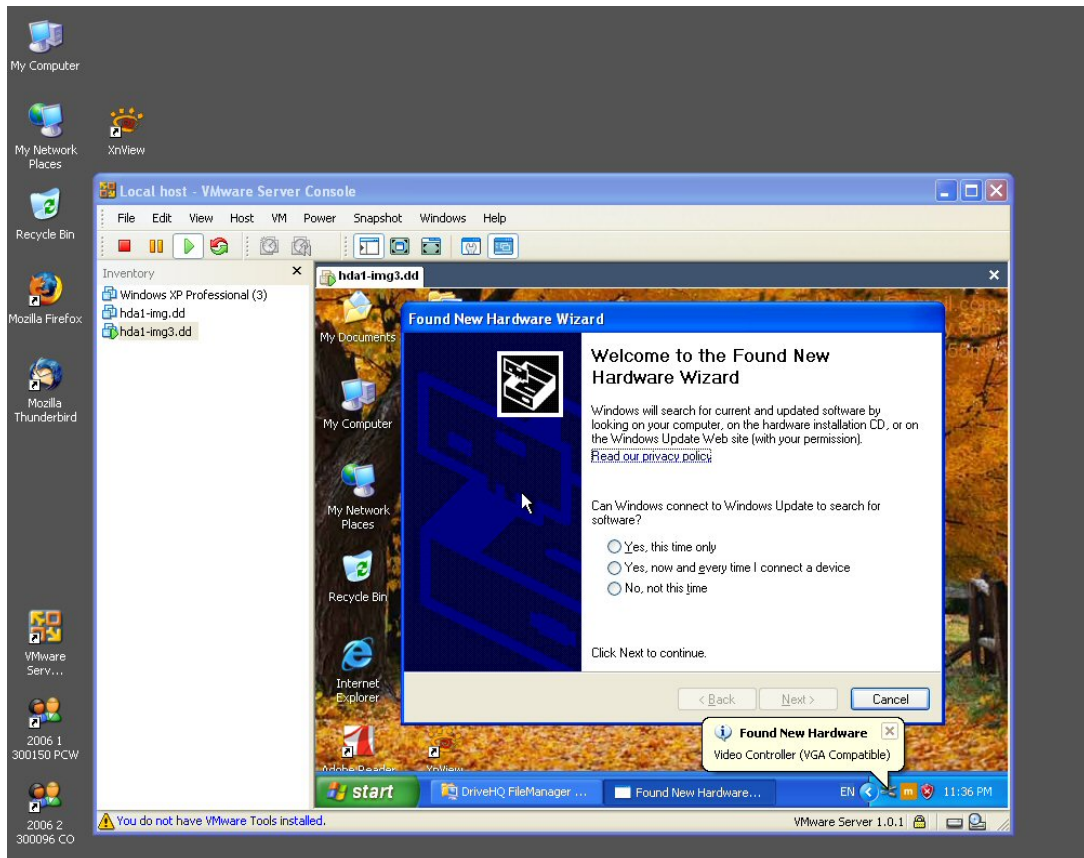 My Computer
My Network
Places
XnView
Recycle Bin
Mozilla Firefox
Mozilla
Thunderbird
VMware
Serv...
2006 1
300150 PCW
2006 2
300096 CO
Local host - VMware Server Console
File Edit View Host VM Power Snapshot Windows Help
Inventory
Windows XP Professional (3)
hda1-img.dd
hda1-img3.dd
hda1-img3.dd
My Documents
My Computer
My Network
Places
Recycle Bin
Internet
Explorer
Adobe Reader
XnView
Found New Hardware Wizard
Welcome to the Found New
Hardware Wizard
Windows will search for current and updated software by
looking on your computer, on the hardware installation CD, or on
the Windows Update Web site (with your permission).
Read our privacy policy
Can Windows connect to Windows Update to search for
software?
Yes, this time only
Yes, now and every time I connect a device
No, not this time
Click Next to continue.
< Back Next > Cancel
Found New Hardware
Video Controller (VGA Compatible)
start DriveHQ FileManager ... Found New Hardware... EN m 11:36 PM
You do not have VMware Tools installed. VMware Server 1.0.1